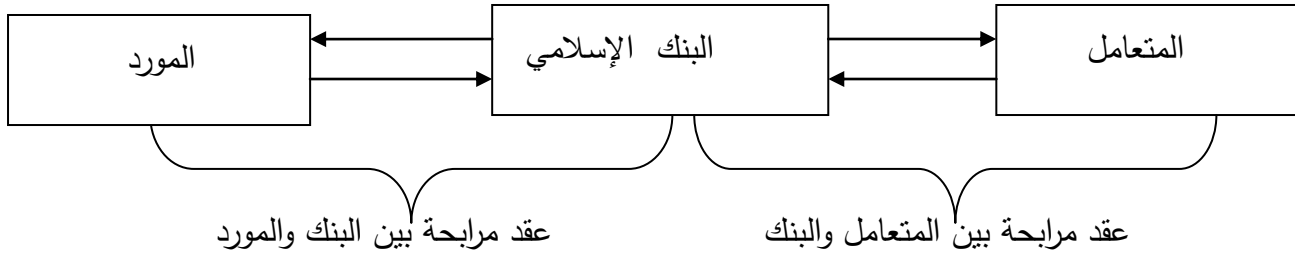 المتعامل
البنك الإسلامي
المورد
عقد مرابحة بين المتعامل والبنك
عقد مرابحة بين البنك والمورد